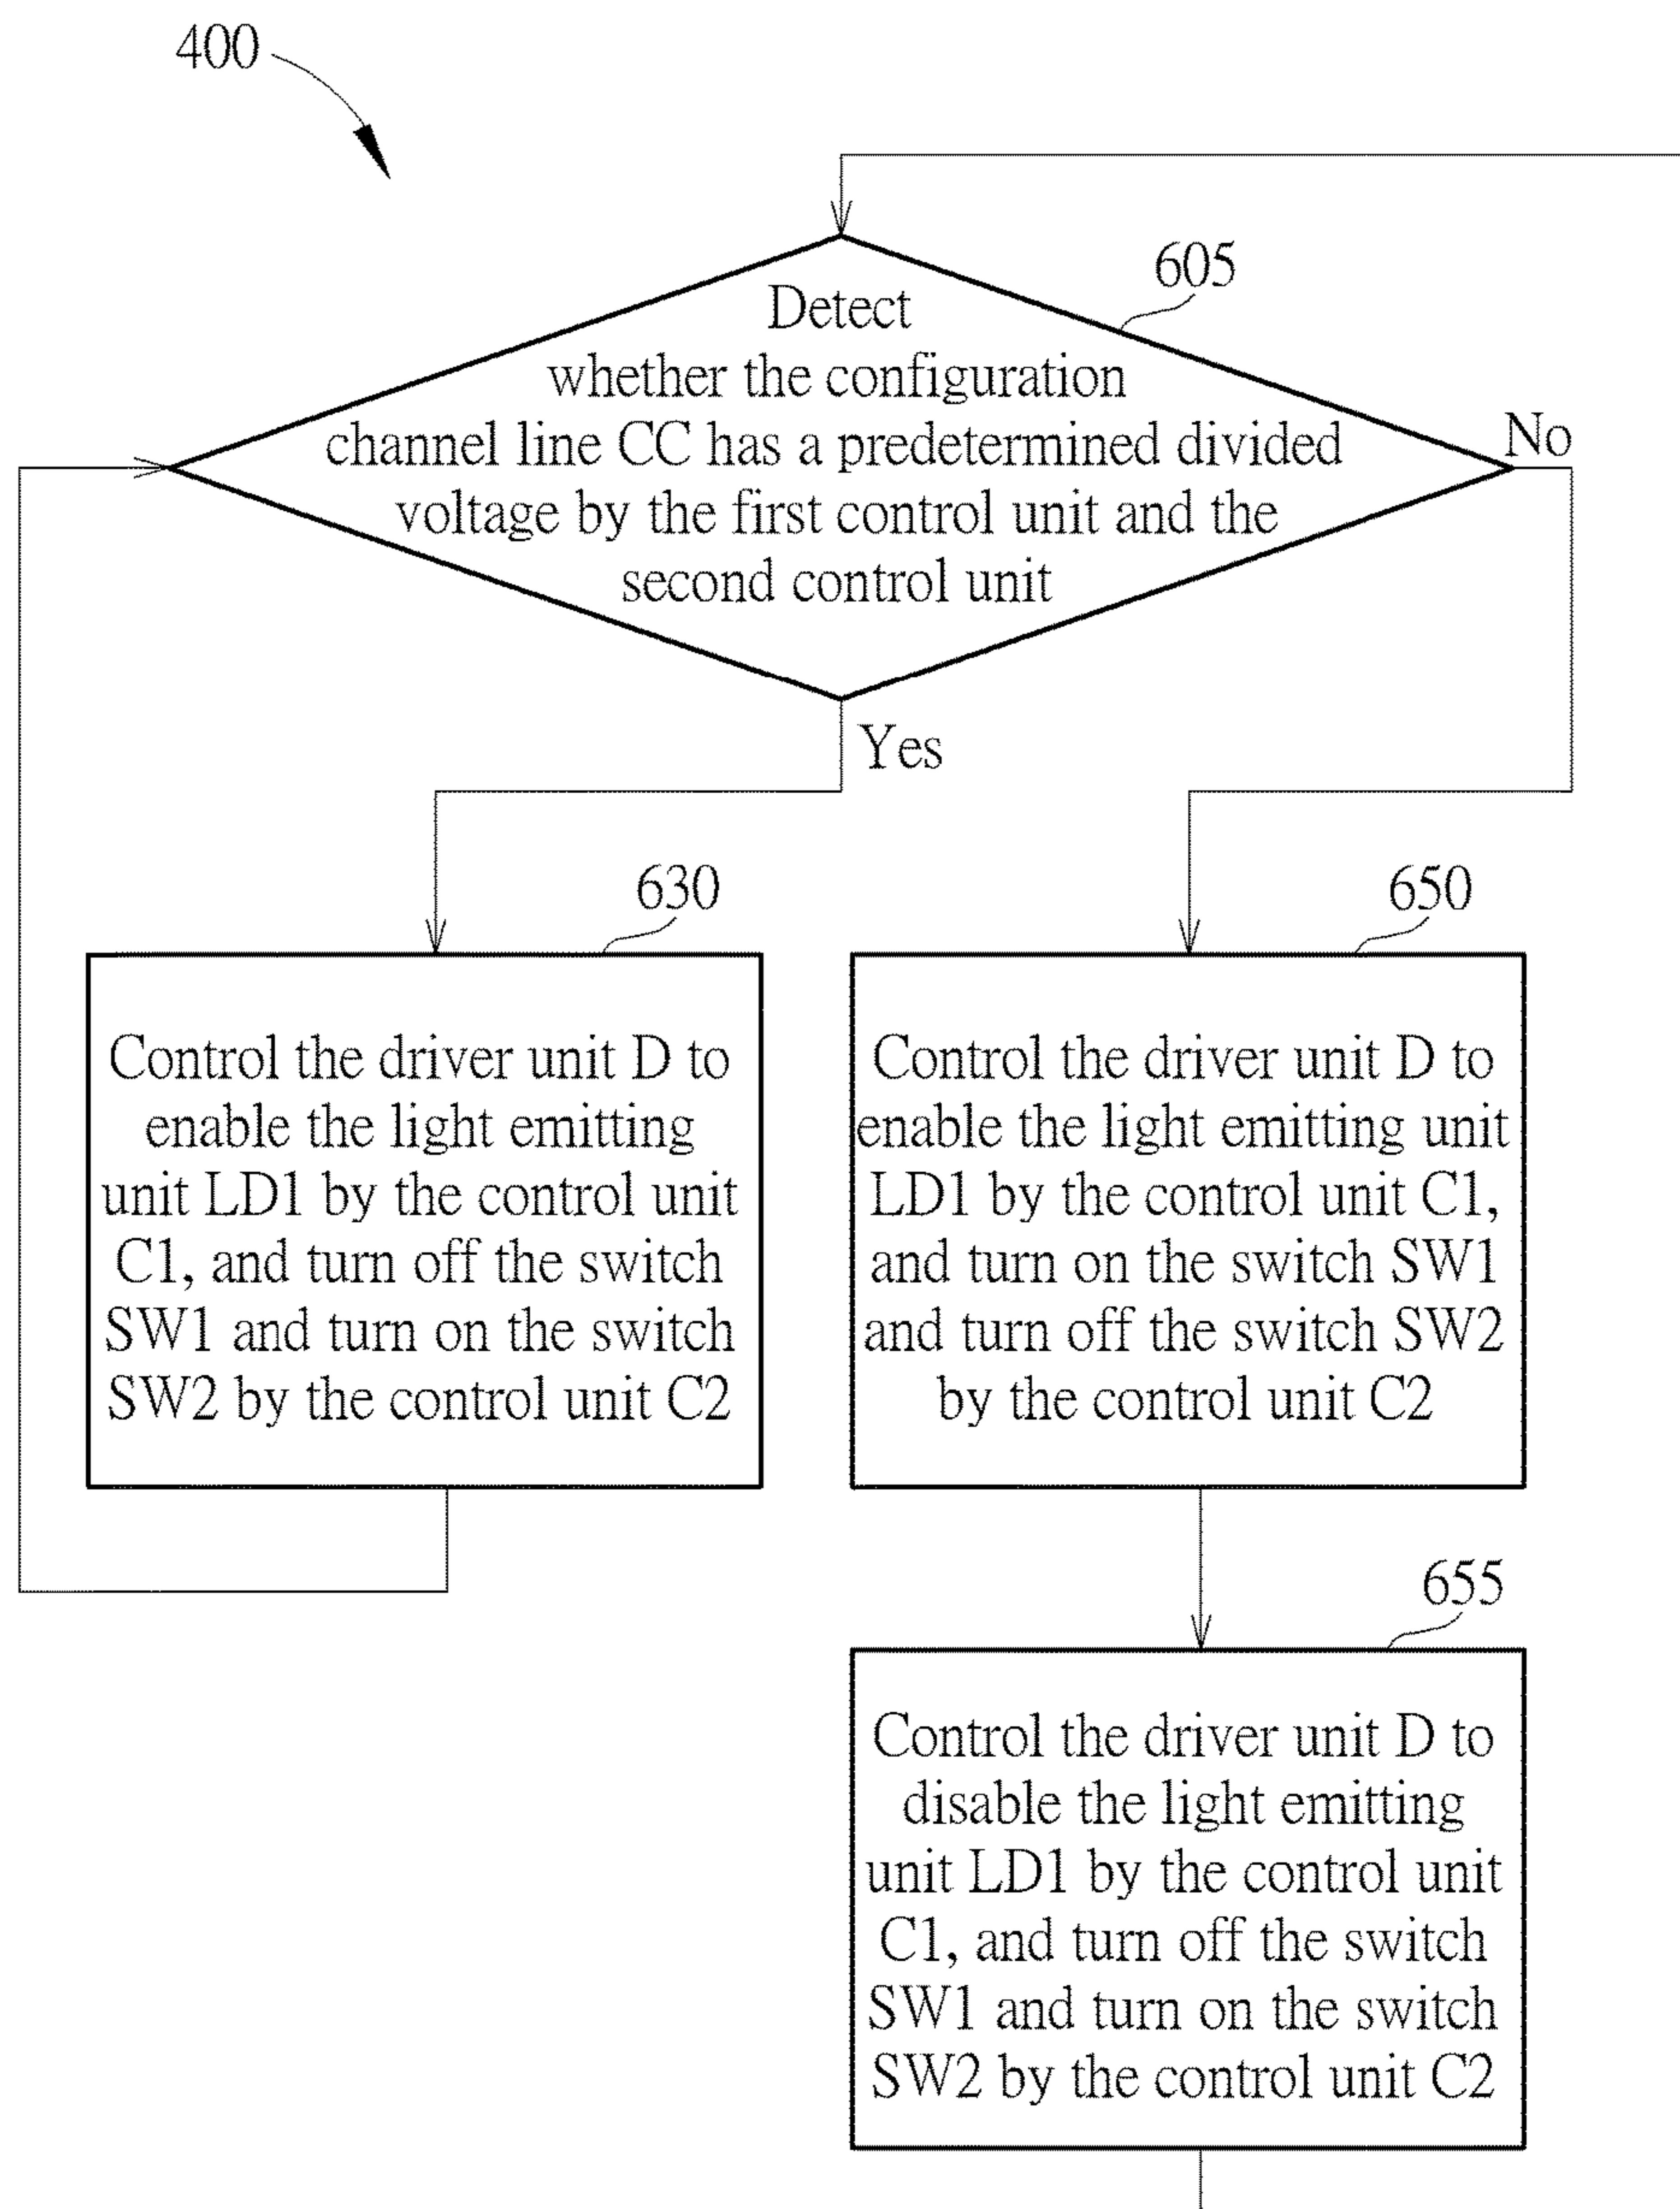 400
605
Detect
whether the configuration
channel line CC has a predetermined divided
voltage by the first control unit and the
second control unit
No
Yes
630
Control the driver unit D to
enable the light emitting
unit LD1 by the control unit
C1, and turn off the switch
SW1 and turn on the switch
SW2 by the control unit C2
650
Control the driver unit D to
enable the light emitting unit
LD1 by the control unit C1,
and turn on the switch SW1
and turn off the switch SW2
by the control unit C2
655
Control the driver unit D to
disable the light emitting
unit LD1 by the control unit
C1, and turn off the switch
SW1 and turn on the switch
SW2 by the control unit C2